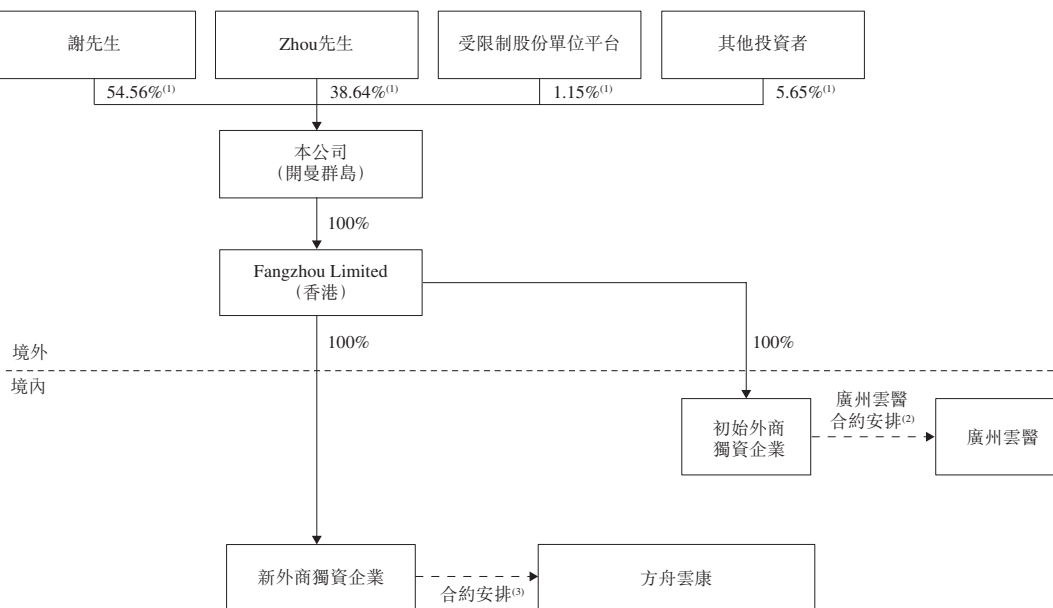 謝先生
Zhou先生
受限制股份單位平台
其他投資者
54.56%(1)
38.64%(1)
1.15%(1)
5.65%(1)
本公司
（開曼群島）
100%
Fangzhou Limited
（香港）
100%
100%
境外
境內
初始外商
獨資企業
廣州雲醫
合約安排(2)
廣州雲醫
新外商獨資企業
合約安排(3)
方舟雲康